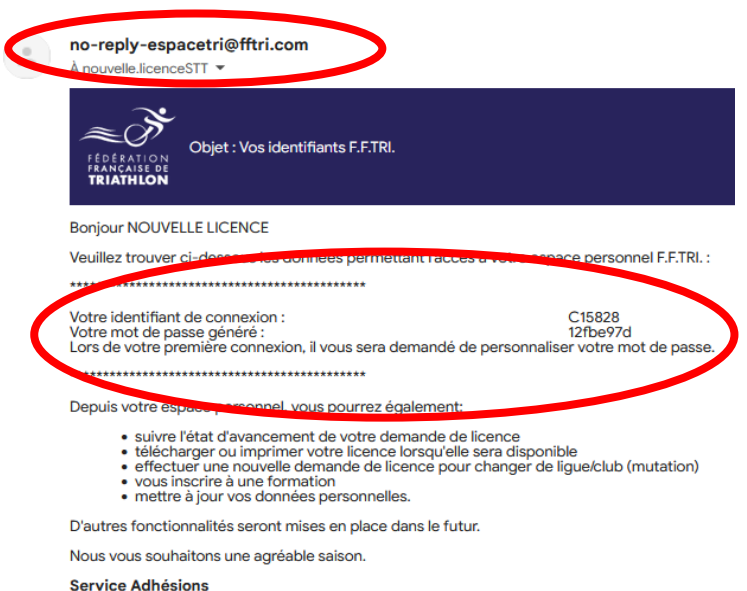 no-reply-espacetri@fftri.com
À nouvelle.licenceSTT
FÉDÉRATION
FRANÇAISE DE
TRIATHLON
Objet : Vos identifiants F.F.TRI.
Bonjour NOUVELLE LICENCE
Veuillez trouver ci-dessous les données permettant l'accès à votre espace personnel F.F.TRI. :
*********************************************
Votre identifiant de connexion : C15828
Votre mot de passe généré : 12fbe97d
Lors de votre première connexion, il vous sera demandé de personnaliser votre mot de passe.
*********************************************
Depuis votre espace personnel, vous pourrez également:
• suivre l'état d'avancement de votre demande de licence
• télécharger ou imprimer votre licence lorsqu'elle sera disponible
• effectuer une nouvelle demande de licence pour changer de ligue/club (mutation)
• vous inscrire à une formation
• mettre à jour vos données personnelles.
D'autres fonctionnalités seront mises en place dans le futur.
Nous vous souhaitons une agréable saison.
Service Adhésions